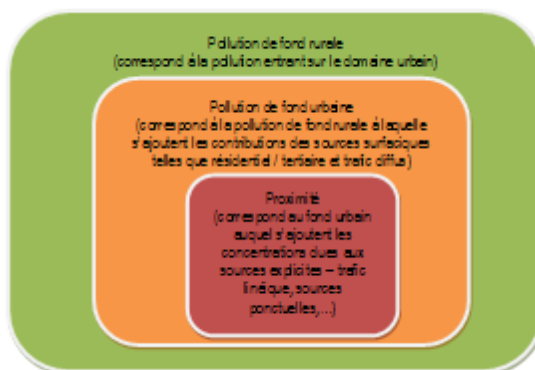 Pollution de fond rurale
(correspond à la pollution entrant sur le domaine urbain)
Pollution de fond urbaine
(correspond à la pollution de fond rurale à laquelle
s'ajoutent les contributions des sources surfaciques
telles que résidentiel / tertiaire et trafic diffus)
Proximité
(correspond au fond urbain
auquel s'ajoutent les
concentrations dues aux
sources explicites – trafic
linéique, sources
ponctuelles,...)